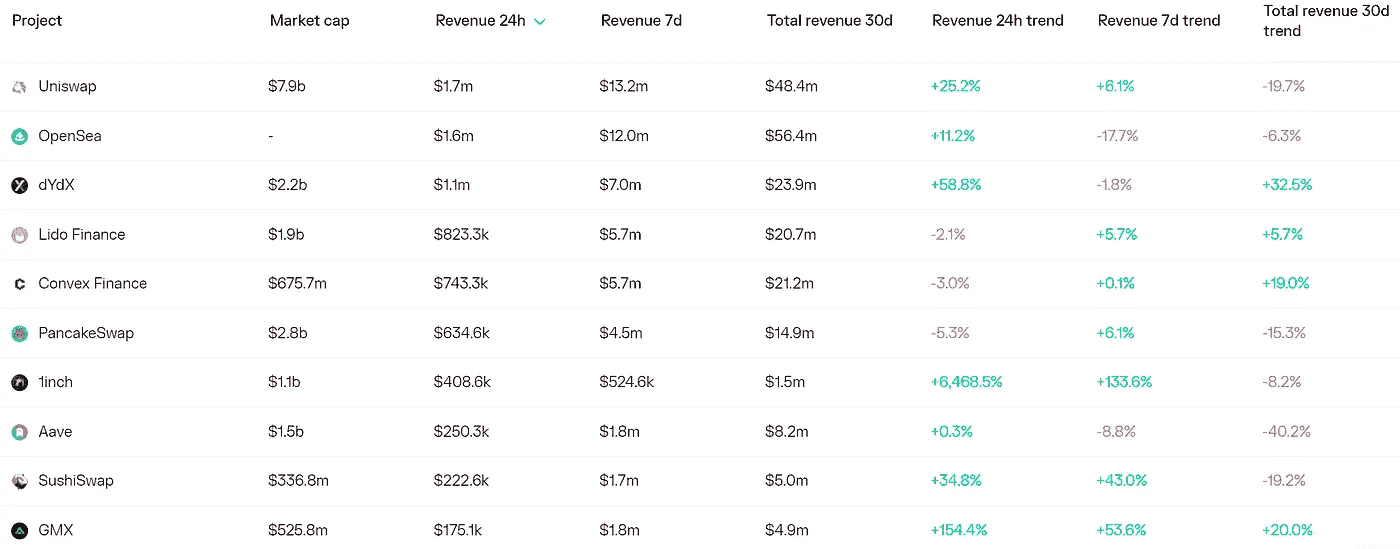 Project Market cap Revenue 24h Revenue 7d Total revenue 30d Revenue 24h trend Revenue 7d trend Total revenue 30d trend
Uniswap $7.9b $1.7m $13.2m $48.4m +25.2% +6.1% -19.7%
OpenSea - $1.6m $12.0m $56.4m +11.2% -17.7% -6.3%
dYdX $2.2b $1.1m $7.0m $23.9m +58.8% -1.8% +32.5%
Lido Finance $1.9b $823.3k $5.7m $20.7m -2.1% +5.7% +5.7%
Convex Finance $675.7m $743.3k $5.7m $21.2m -3.0% +0.1% +19.0%
PancakeSwap $2.8b $634.6k $4.5m $14.9m -5.3% +6.1% -15.3%
1inch $1.1b $408.6k $524.6k $1.5m +6,468.5% +133.6% -8.2%
Aave $1.5b $250.3k $1.8m $8.2m +0.3% -8.8% -40.2%
SushiSwap $336.8m $222.6k $1.7m $5.0m +34.8% +43.0% -19.2%
GMX $525.8m $175.1k $1.8m $4.9m +154.4% +53.6% +20.0%